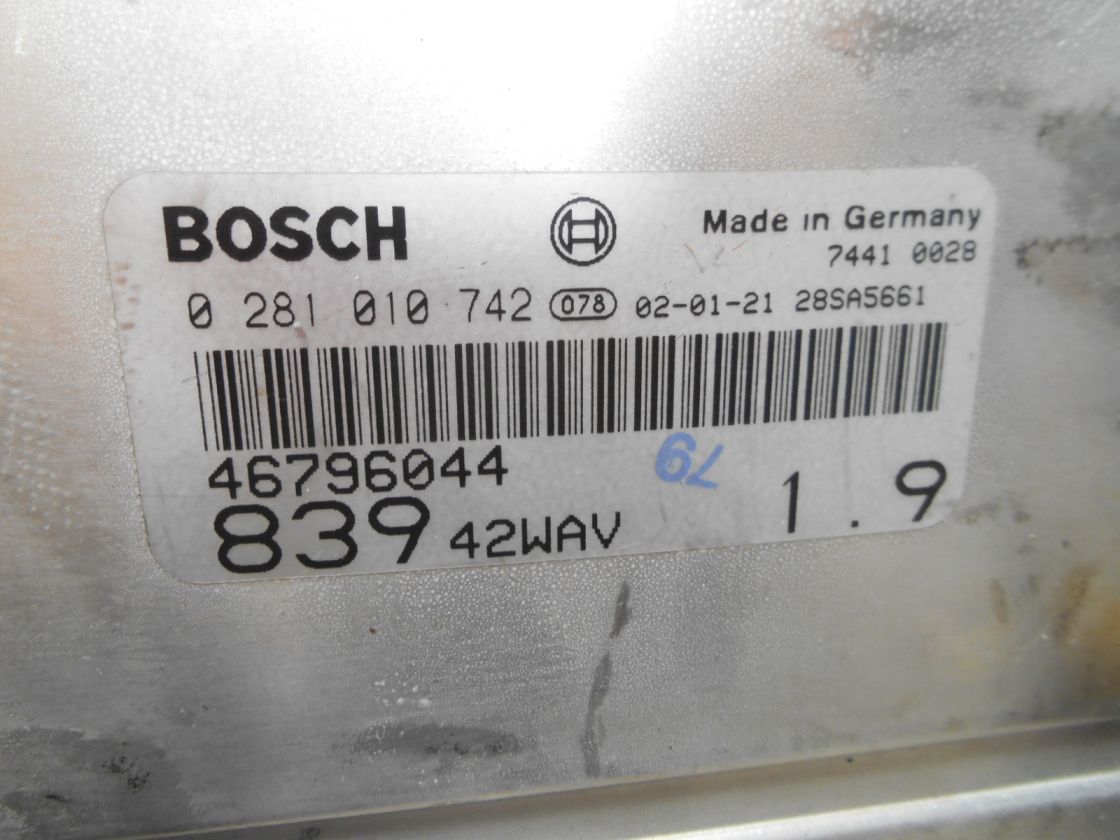 BOSCH
Made in Germany
7441 0028
0 281 010 742 078 02-01-21 28SA5661
46796044
79
839 42WAV 1.9